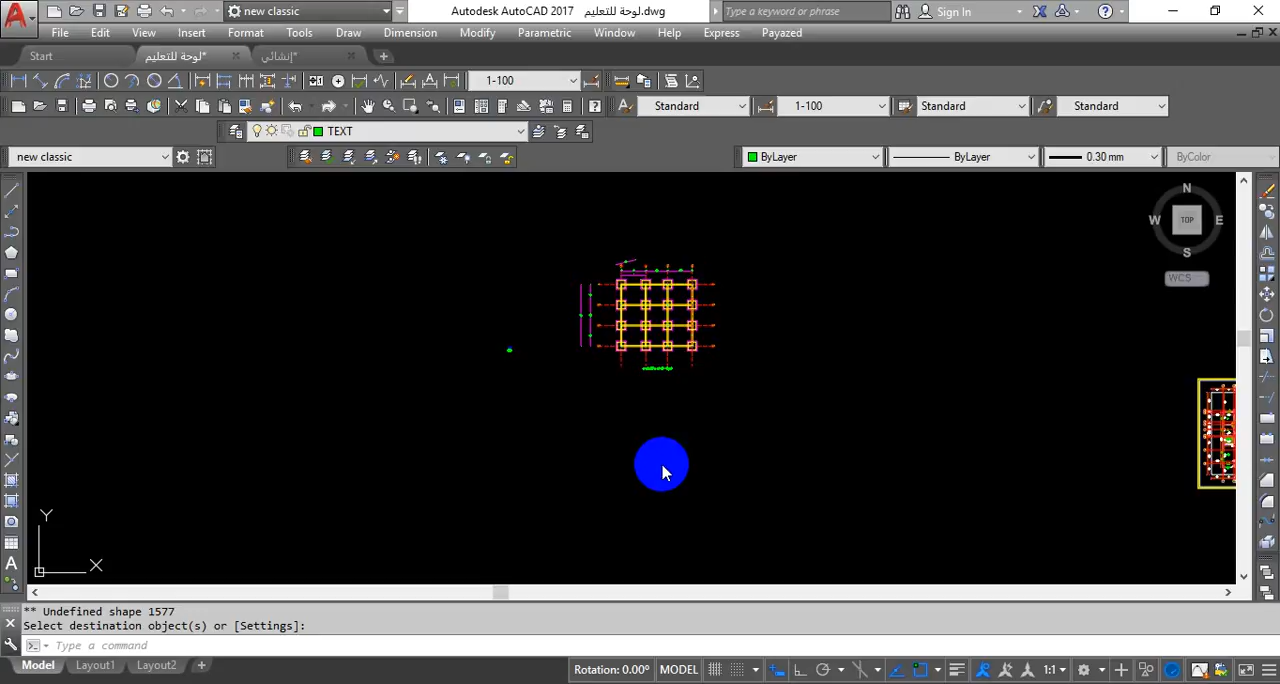 new classic
Autodesk AutoCAD 2017 لوحة للتعليم.dwg
Type a keyword or phrase
Sign In
File Edit View Insert Format Tools Draw Dimension Modify Parametric Window Help Express Payazed
Start لوحة للتعليم* إنشائي*
1-100
Standard 1-100 Standard Standard
TEXT
new classic ByLayer ByLayer 0.30 mm ByColor
N
W TOP E
S
WCS
Y
X
** Undefined shape 1577
Select destination object(s) or [Settings]:
Type a command
Model Layout1 Layout2 Rotation: 0.00° MODEL 1:1